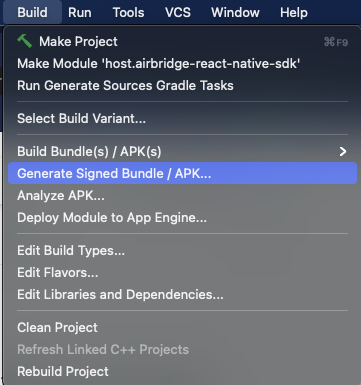 Build Run Tools VCS Window Help
Make Project ⌘F9
Make Module 'host.airbridge-react-native-sdk'
Run Generate Sources Gradle Tasks
Select Build Variant...
Build Bundle(s) / APK(s)
Generate Signed Bundle / APK...
Analyze APK...
Deploy Module to App Engine...
Edit Build Types...
Edit Flavors...
Edit Libraries and Dependencies...
Clean Project
Refresh Linked C++ Projects
Rebuild Project